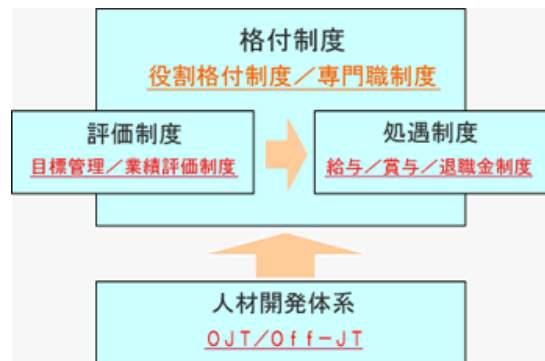 格付制度
役割格付制度／専門職制度
評価制度
目標管理／業績評価制度
処遇制度
給与／賞与／退職金制度
人材開発体系
OJT/Off-JT